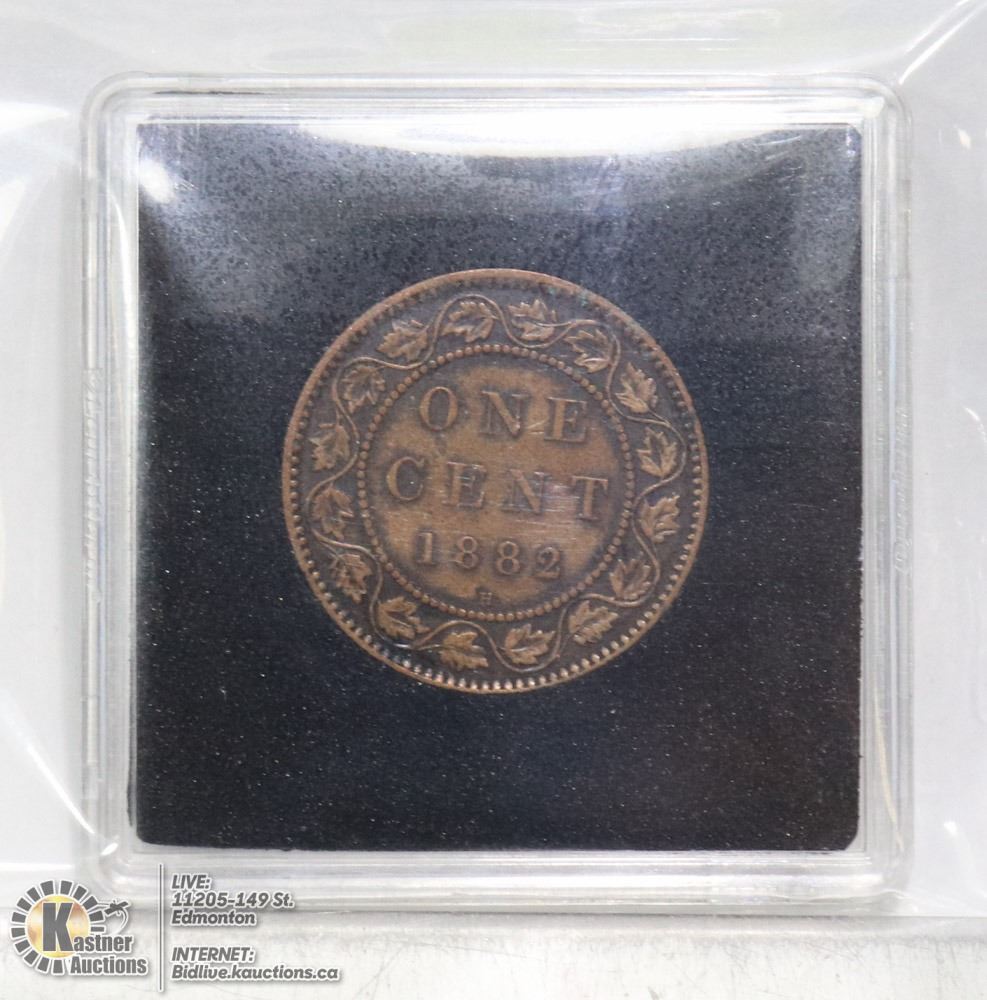 ONE
CENT
1882
H
Kastner
Auctions
LIVE:
11205-149 St.
Edmonton
INTERNET:
Bidlive.kauctions.ca